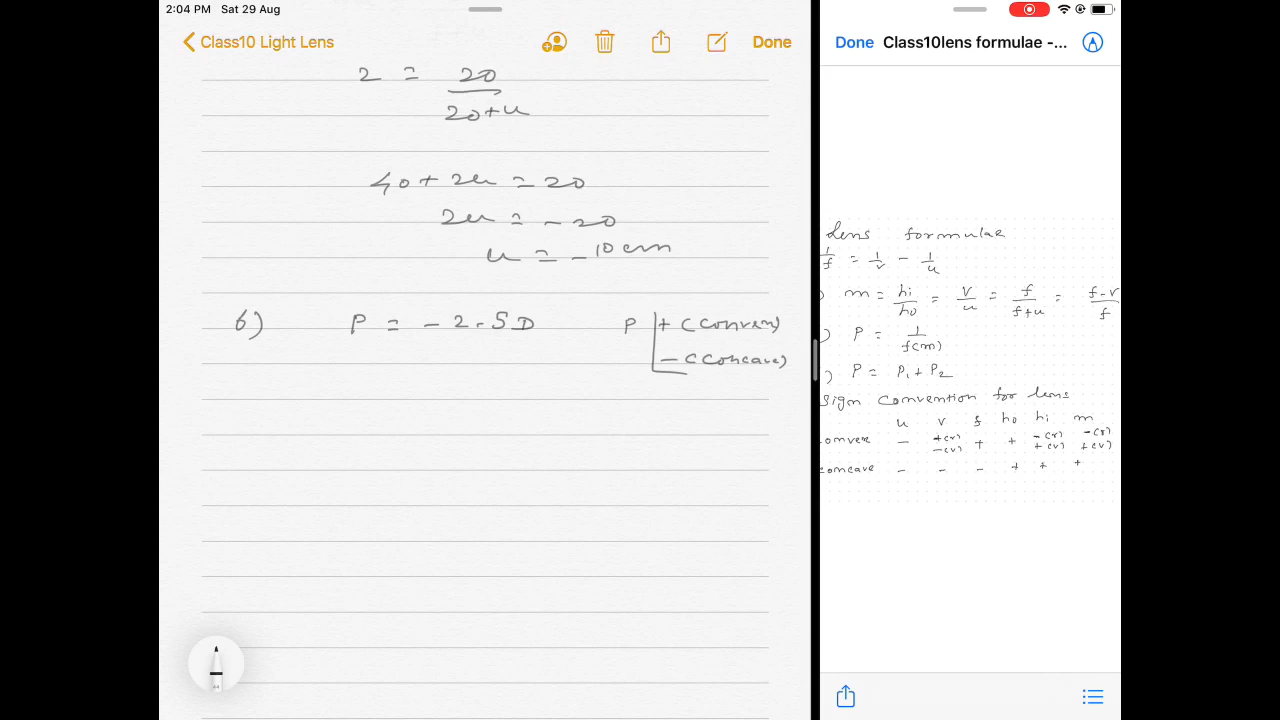 2:04 PM Sat 29 Aug
Class10 Light Lens
Done
2 = 20
20+u
40 + 2u = 20
2u = - 20
u = - 10 cm
6) P = - 2.5 D
P + (Convex)
- (Concave)
Done Class10lens formulae -...
Lens formulae
1/f = 1/v - 1/u
) m = hi/ho = v/u = f/f+u = f-v/f
) P = 1/f(m)
) P = P1 + P2
Sign Convention for lens
u v f ho hi m
onvex - +(r) + + -(r) -(r)
-(v) +(v) +(v)
concave - - - + + +